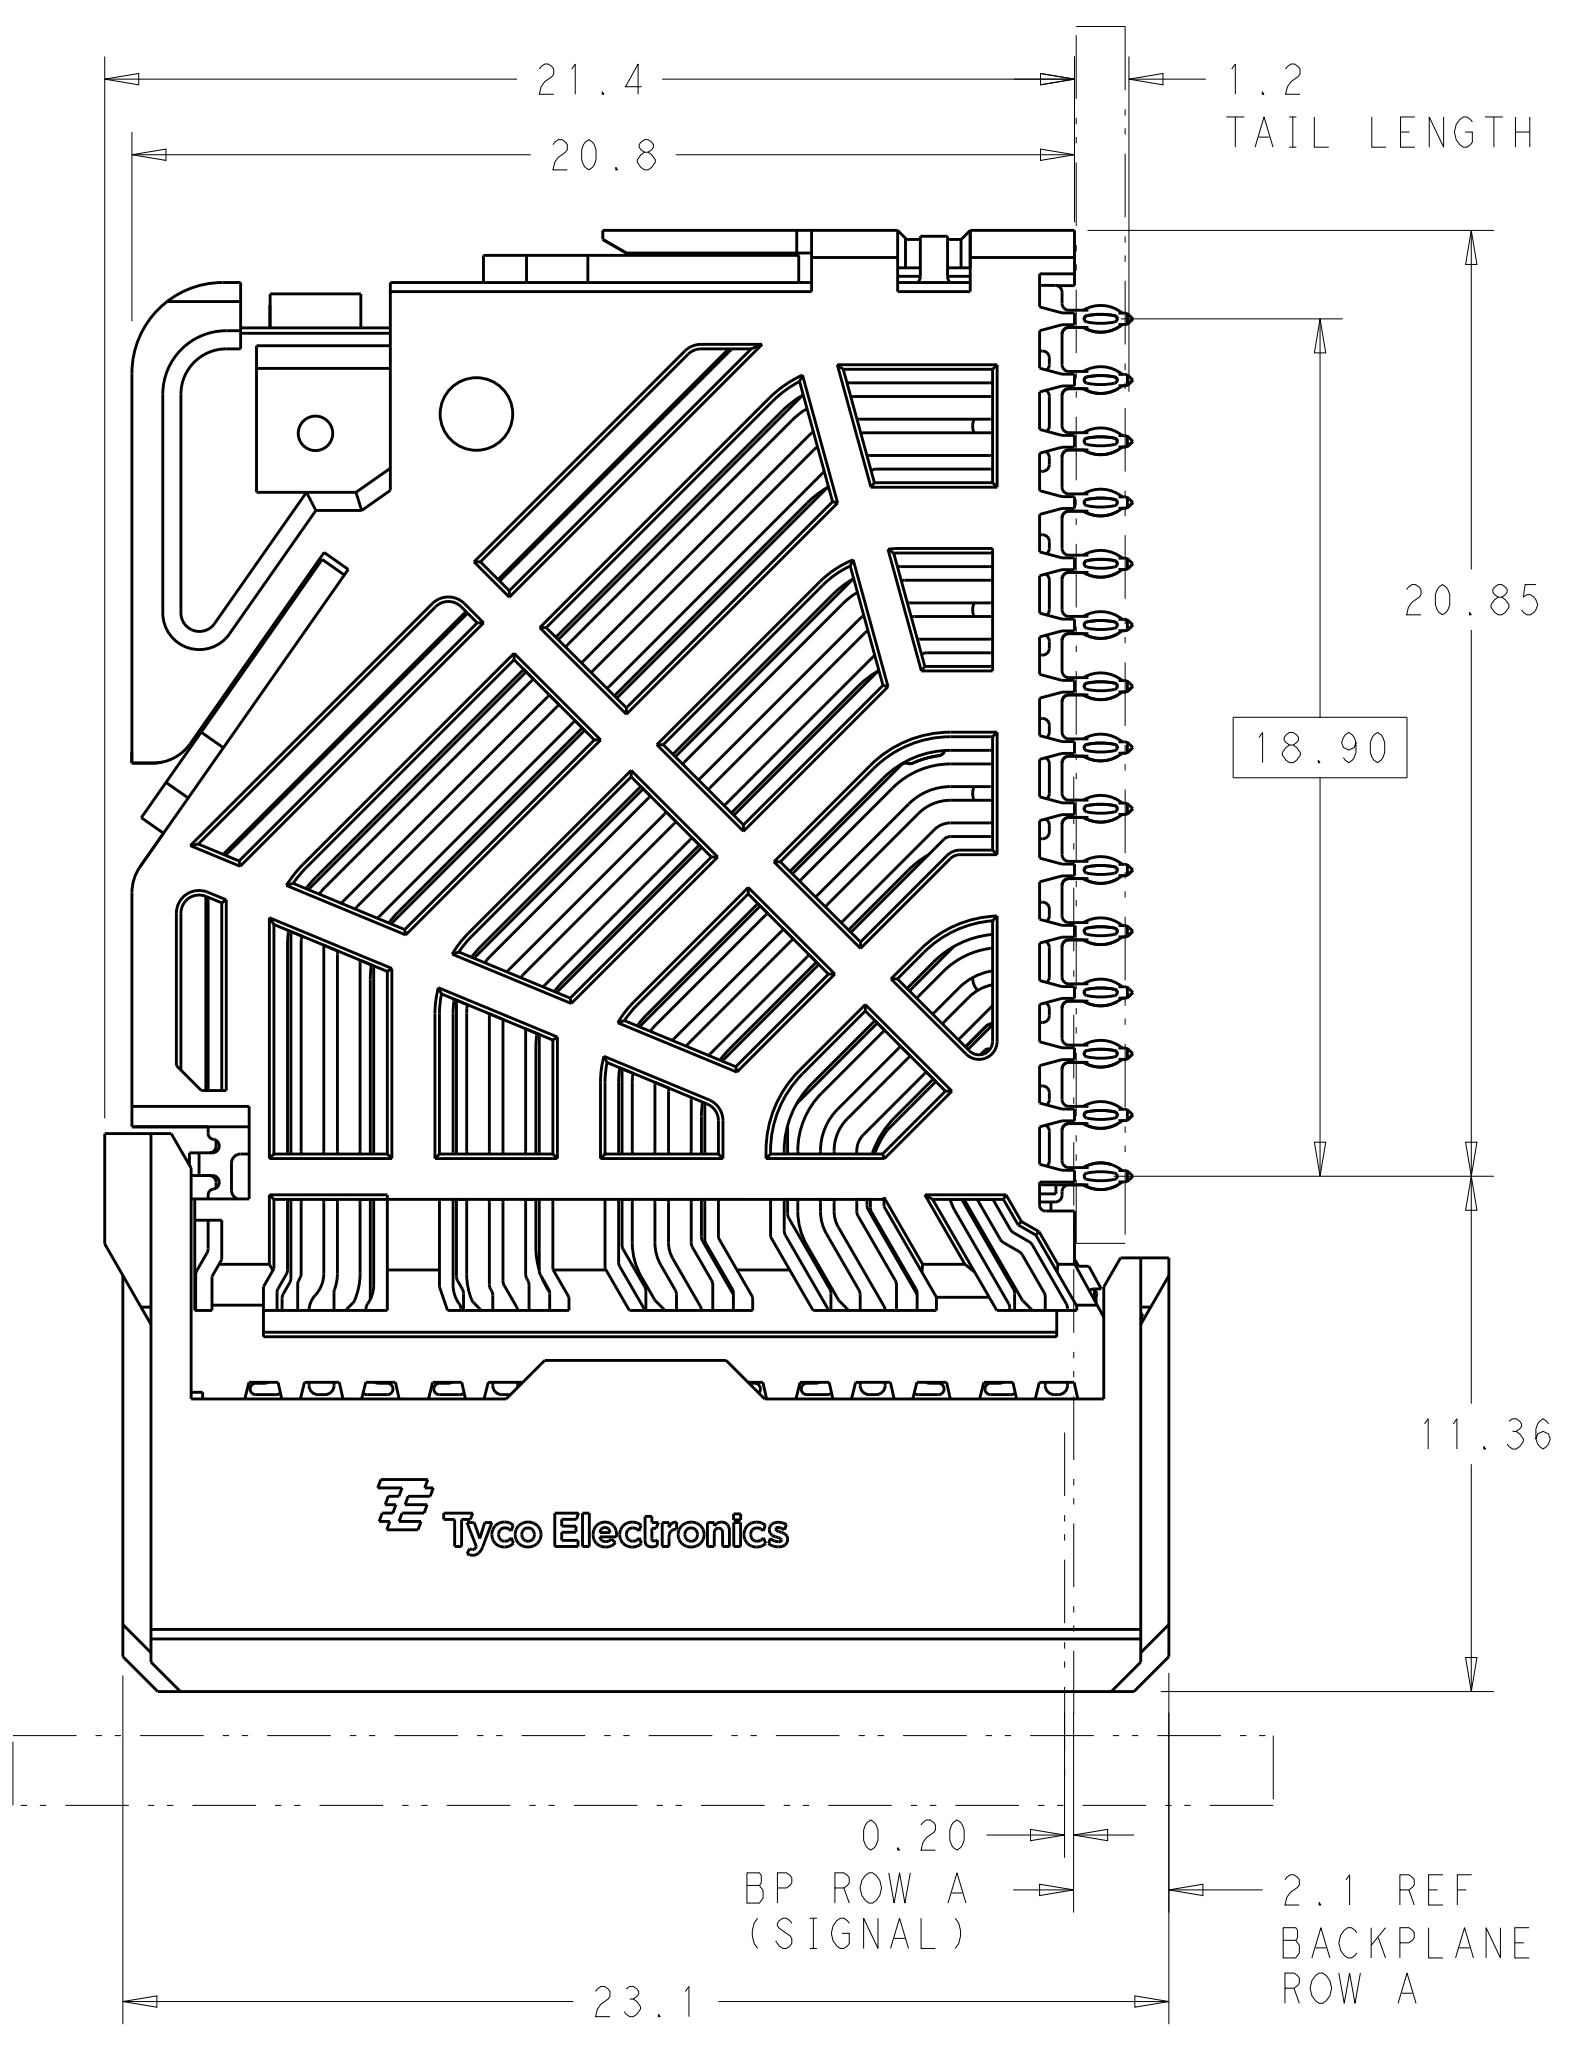 21.4
1.2
TAIL LENGTH
20.8
20.85
18.90
11.36
Tyco Electronics
0.20
BP ROW A
(SIGNAL)
2.1 REF
BACKPLANE
ROW A
23.1